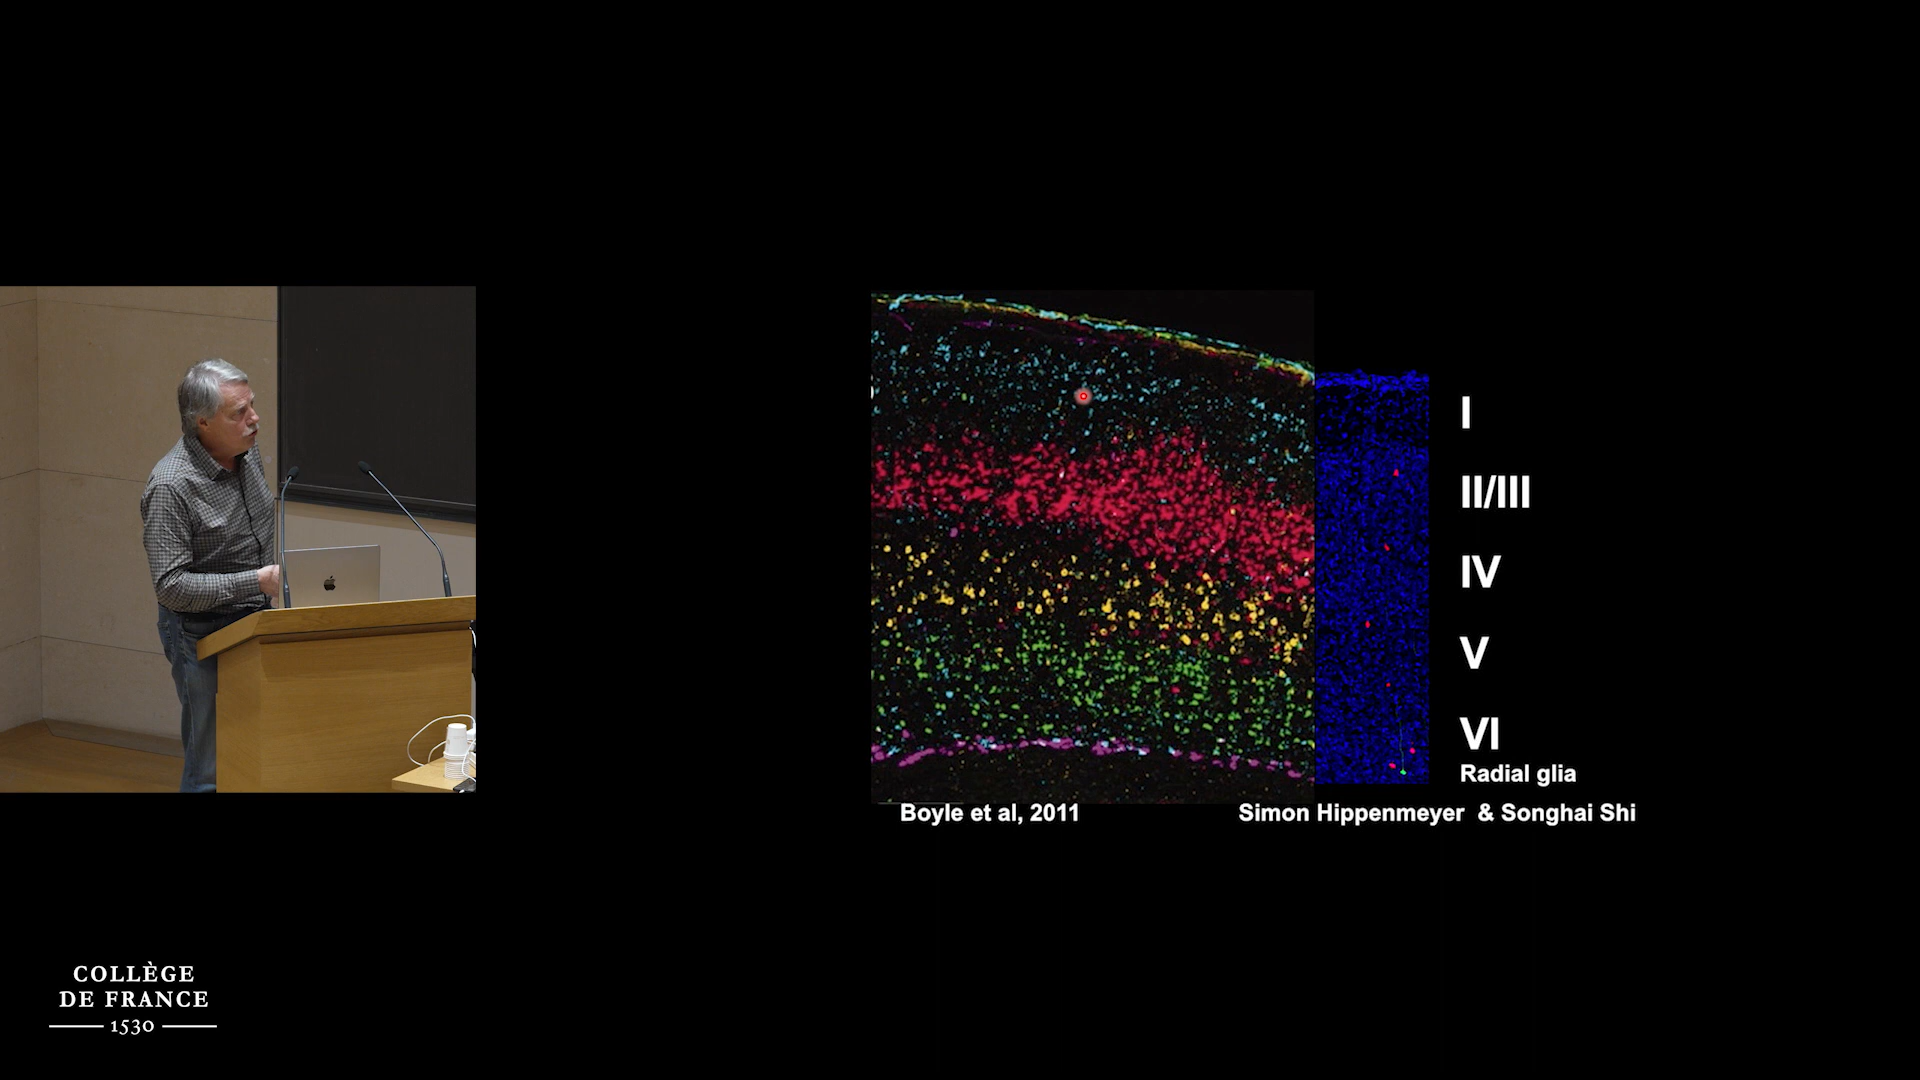 I
II/III
IV
V
VI
Radial glia
Boyle et al, 2011
Simon Hippenmeyer & Songhai Shi
COLLÈGE
DE FRANCE
1530